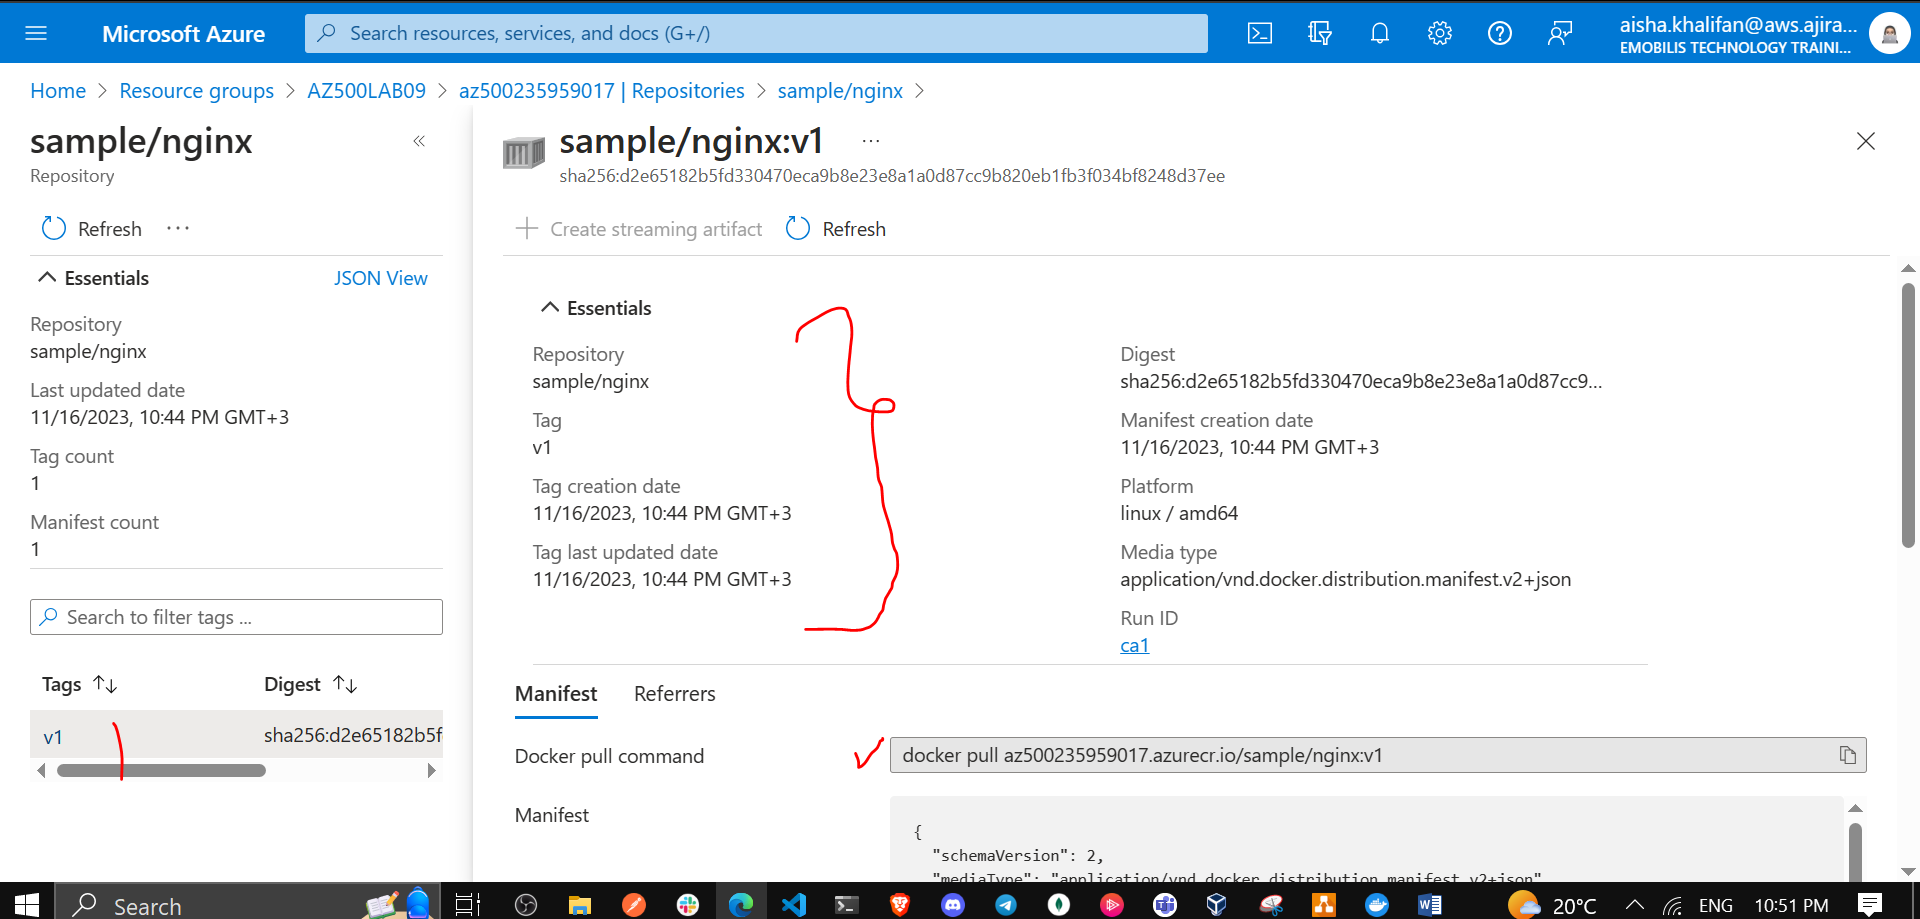 Microsoft Azure
Search resources, services, and docs (G+/)
aisha.khalifan@aws.ajira...
EMOBILIS TECHNOLOGY TRAINI...
Home > Resource groups > AZ500LAB09 > az500235959017 | Repositories > sample/nginx >
sample/nginx
Repository
Refresh ...
Essentials
JSON View
Repository
sample/nginx
Last updated date
11/16/2023, 10:44 PM GMT+3
Tag count
1
Manifest count
1
Search to filter tags ...
Tags
Digest
v1
sha256:d2e65182b5f
sample/nginx:v1 ...
sha256:d2e65182b5fd330470eca9b8e23e8a1a0d87cc9b820eb1fb3f034bf8248d37ee
Create streaming artifact
Refresh
Essentials
Repository
sample/nginx
Tag
v1
Tag creation date
11/16/2023, 10:44 PM GMT+3
Tag last updated date
11/16/2023, 10:44 PM GMT+3
Digest
sha256:d2e65182b5fd330470eca9b8e23e8a1a0d87cc9...
Manifest creation date
11/16/2023, 10:44 PM GMT+3
Platform
linux / amd64
Media type
application/vnd.docker.distribution.manifest.v2+json
Run ID
ca1
Manifest
Referrers
Docker pull command
docker pull az500235959017.azurecr.io/sample/nginx:v1
Manifest
{
"schemaVersion": 2,
"mediaType": "application/vnd.docker.distribution.manifest.v2+json"
Search
20°C
ENG
10:51 PM